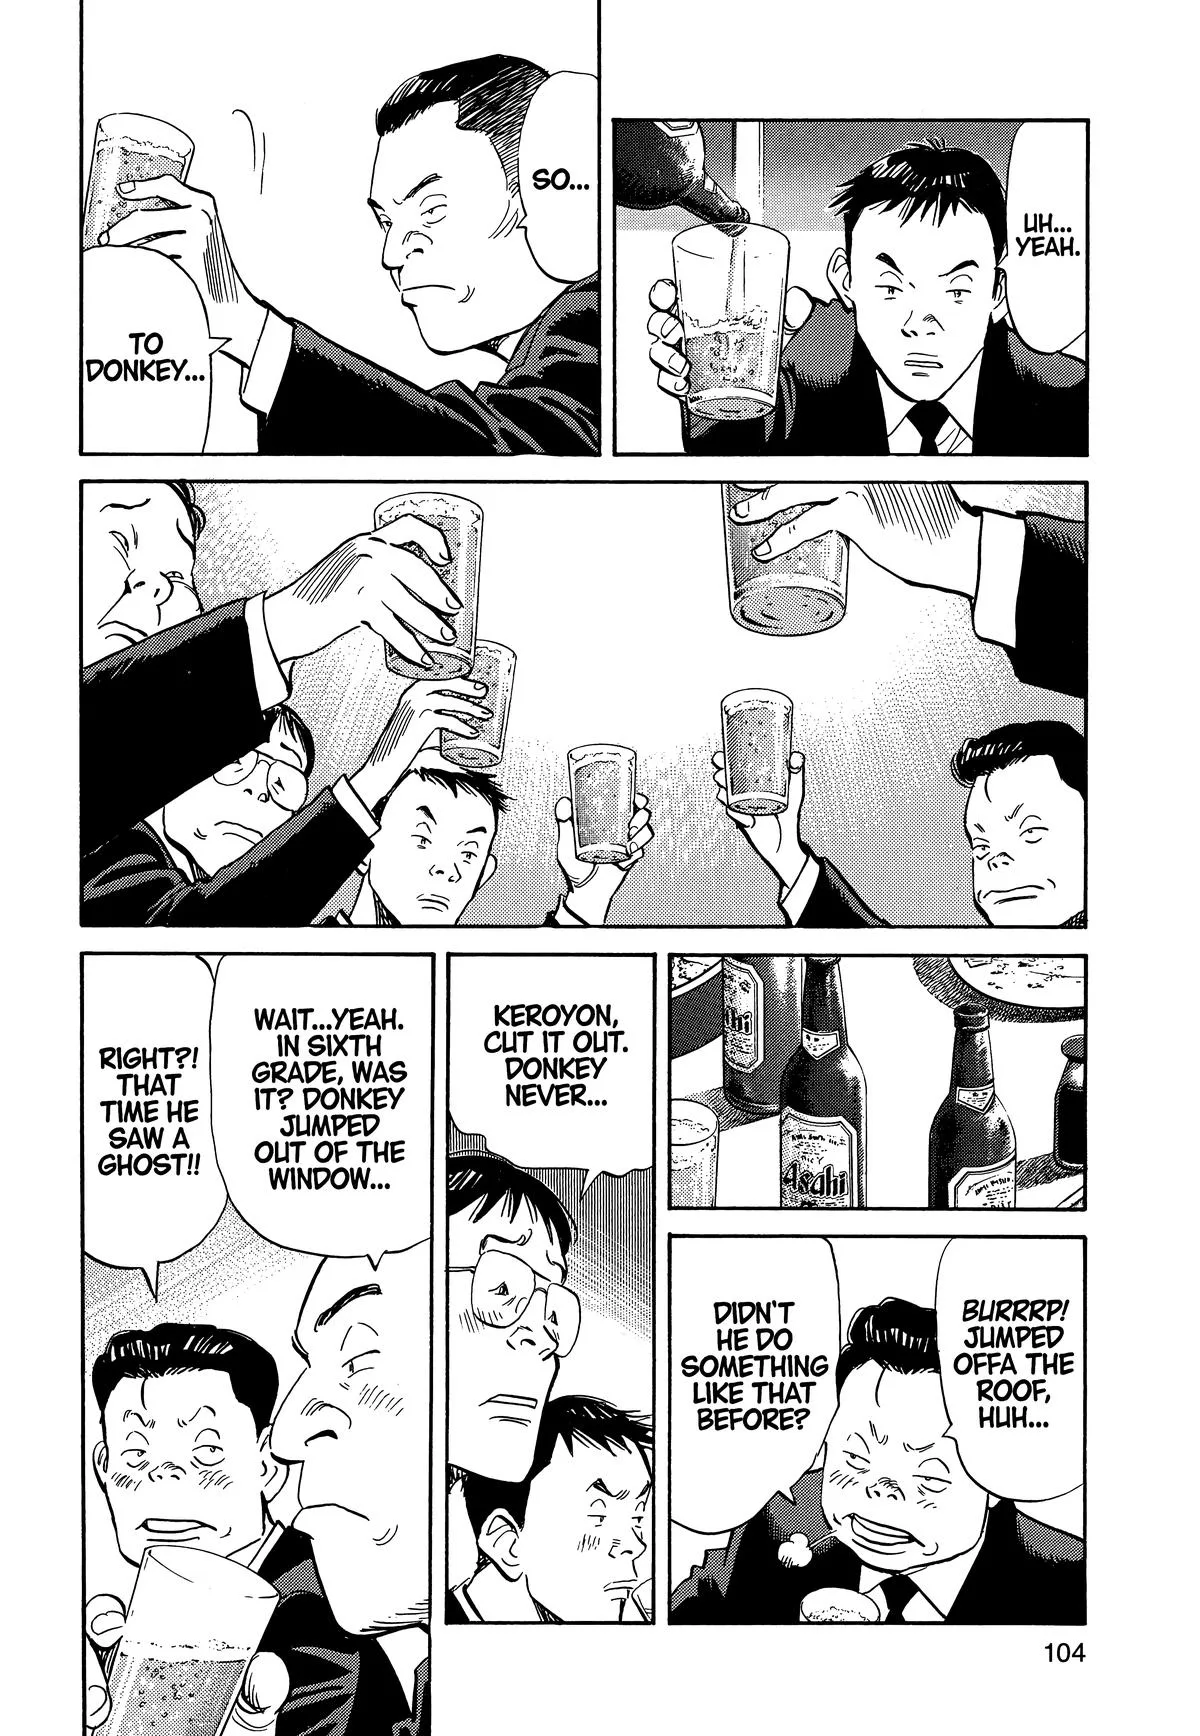 UH...
YEAH.
SO...
TO
DONKEY...
Asahi
BURRRP!
JUMPED
OFFA THE
ROOF,
HUH...
DIDN'T
HE DO
SOMETHING
LIKE THAT
BEFORE?
KEROYON,
CUT IT OUT.
DONKEY
NEVER...
WAIT...YEAH.
IN SIXTH
GRADE, WAS
IT? DONKEY
JUMPED
OUT OF THE
WINDOW...
RIGHT?!
THAT
TIME HE
SAW A
GHOST!!
104